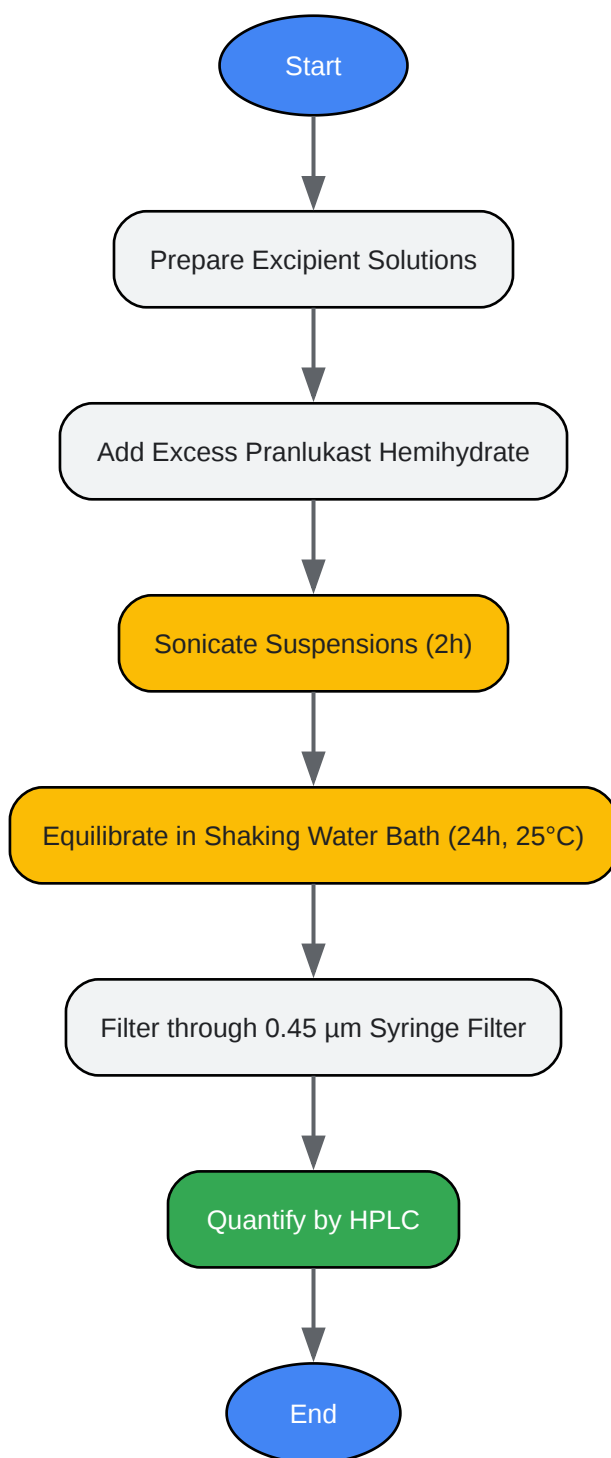 Start
Prepare Excipient Solutions
Add Excess Pranlukast Hemihydrate
Sonicate Suspensions (2h)
Equilibrate in Shaking Water Bath (24h, 25°C)
Filter through 0.45 µm Syringe Filter
Quantify by HPLC
End